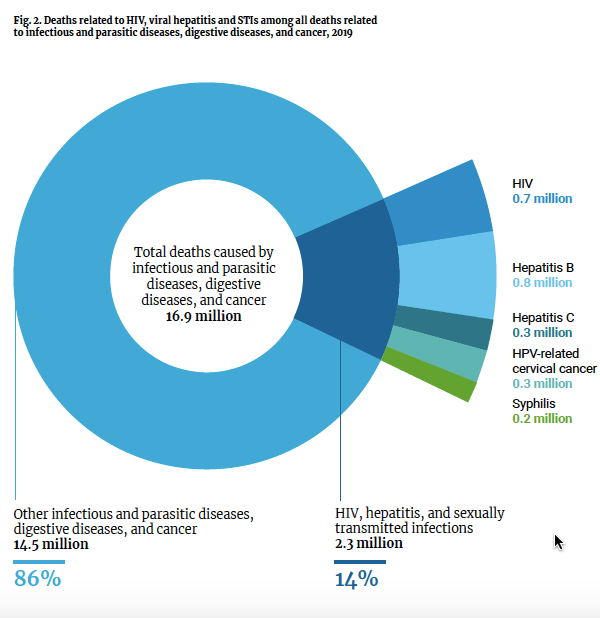 Fig. 2. Deaths related to HIV, viral hepatitis and STIs among all deaths related
to infectious and parasitic diseases, digestive diseases, and cancer, 2019
HIV
0.7 million
Total deaths caused by
infectious and parasitic
diseases, digestive
diseases, and cancer
16.9 million
Hepatitis B
0.8 million
Hepatitis C
0.3 million
HPV-related
cervical cancer
0.3 million
Syphilis
0.2 million
Other infectious and parasitic diseases,
digestive diseases, and cancer
14.5 million
86%
HIV, hepatitis, and sexually
transmitted infections
2.3 million
14%